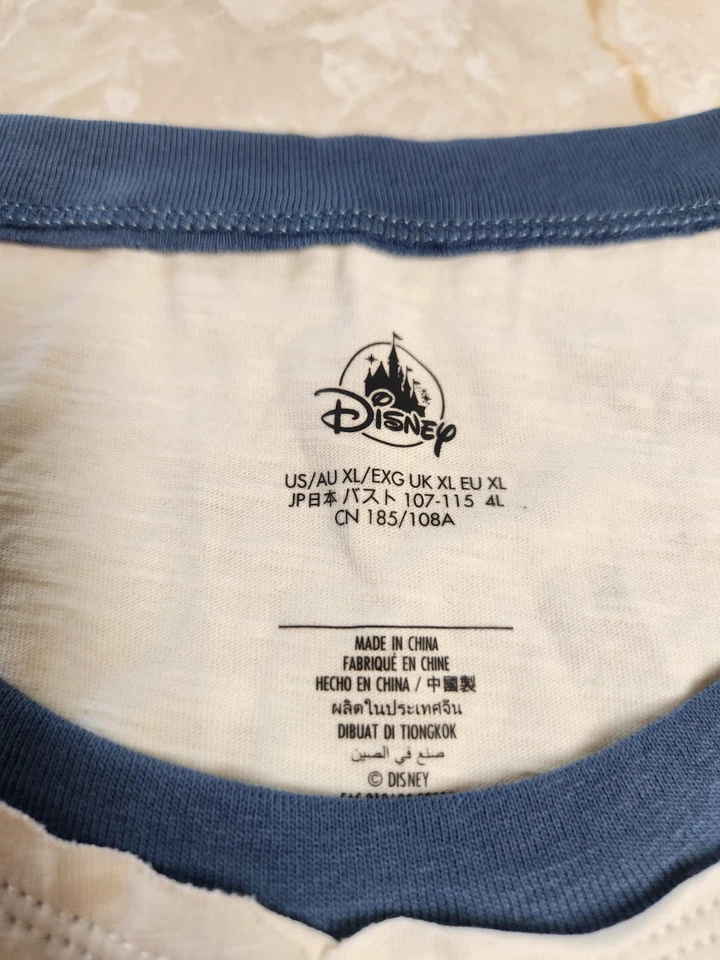 Disney
US/AU XL/EXG UK XL EU XL
JP日本 バスト 107-115 4L
CN 185/108A
MADE IN CHINA
FABRIQUÉ EN CHINE
HECHO EN CHINA / 中國製
ผลิตในประเทศจีน
DIBUAT DI TIONGKOK
صنع في الصين
© DISNEY